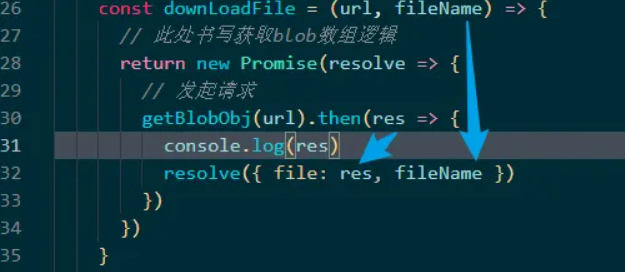 26 const downLoadFile = (url, fileName) => {
27 // 此处书写获取blob数组逻辑
28 return new Promise(resolve => {
29 // 发起请求
30 getBlobObj(url).then(res => {
31 console.log(res)
32 resolve({ file: res, fileName })
33 })
34 })
35 }